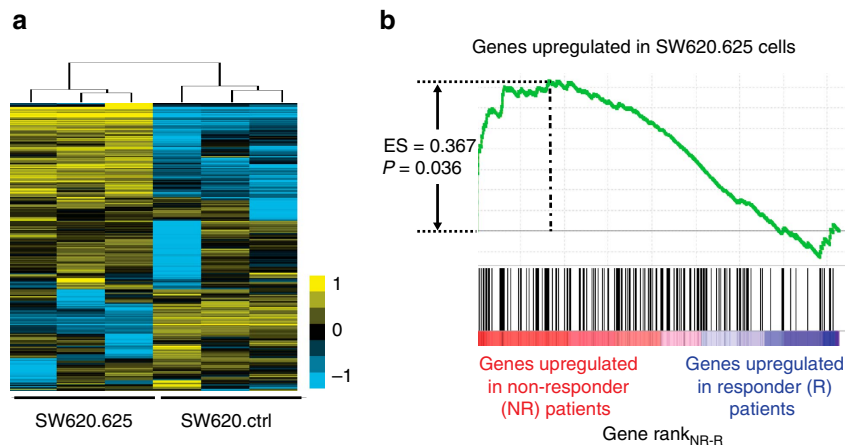 a
1
0
−1
SW620.625
SW620.ctrl
b
Genes upregulated in SW620.625 cells
ES = 0.367
P = 0.036
Genes upregulated
in non-responder
(NR) patients
Genes upregulated
in responder (R)
patients
Gene rankNR-R